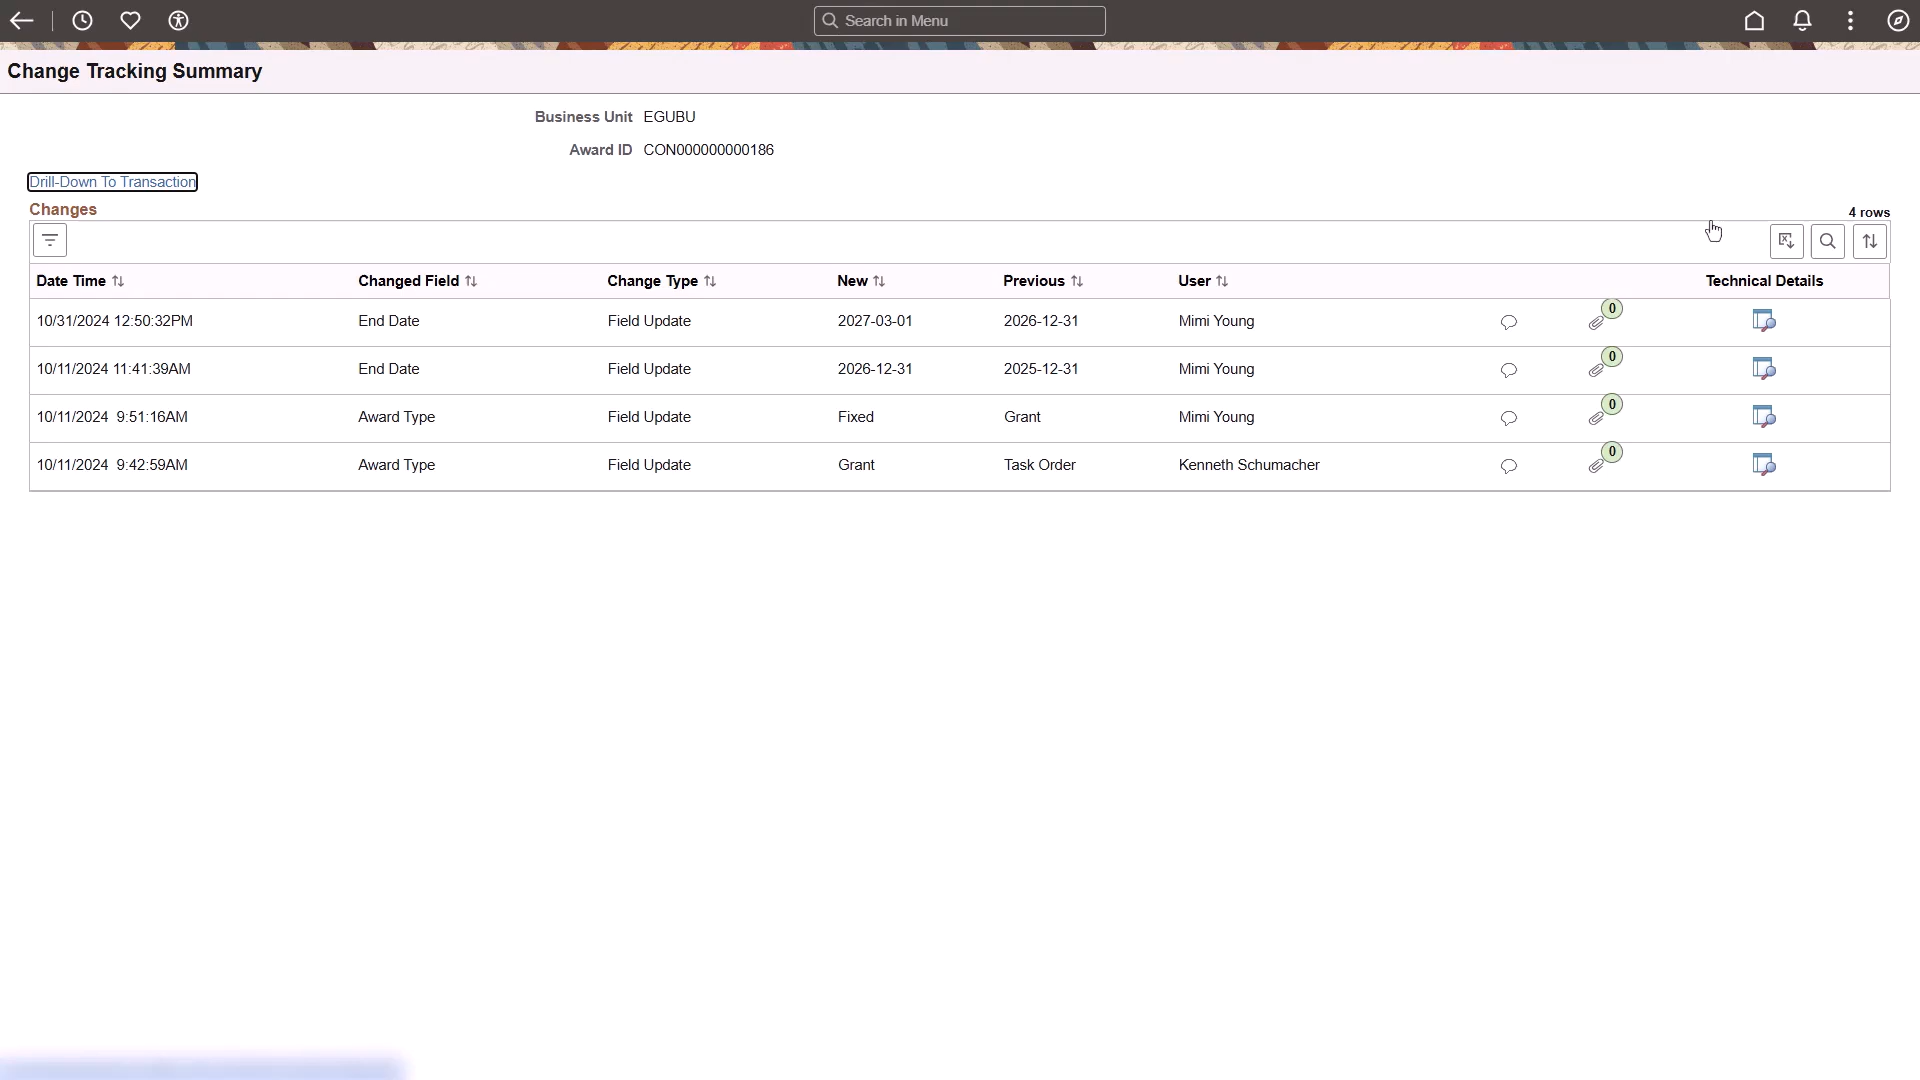 Search in Menu
Change Tracking Summary
Business Unit EGUBU
Award ID CON000000000186
Drill-Down To Transaction
Changes
4 rows
Date Time Changed Field Change Type New Previous User Technical Details
10/31/2024 12:50:32PM End Date Field Update 2027-03-01 2026-12-31 Mimi Young 0
10/11/2024 11:41:39AM End Date Field Update 2026-12-31 2025-12-31 Mimi Young 0
10/11/2024 9:51:16AM Award Type Field Update Fixed Grant Mimi Young 0
10/11/2024 9:42:59AM Award Type Field Update Grant Task Order Kenneth Schumacher 0